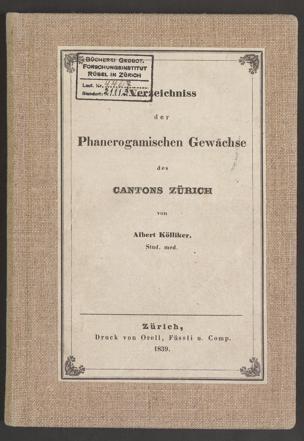 BÜCHEREI GEOBOT.
FORSCHUNGSINSTITUT
RÜBEL IN ZÜRICH
Lauf. Nr.
Standort:
Verzeichniss
der
Phanerogamischen Gewächse
des
CANTONS ZÜRICH
von
Albert Kölliker,
Stud. med.
Zürich,
Druck von Orell, Füssli u. Comp.
1839.